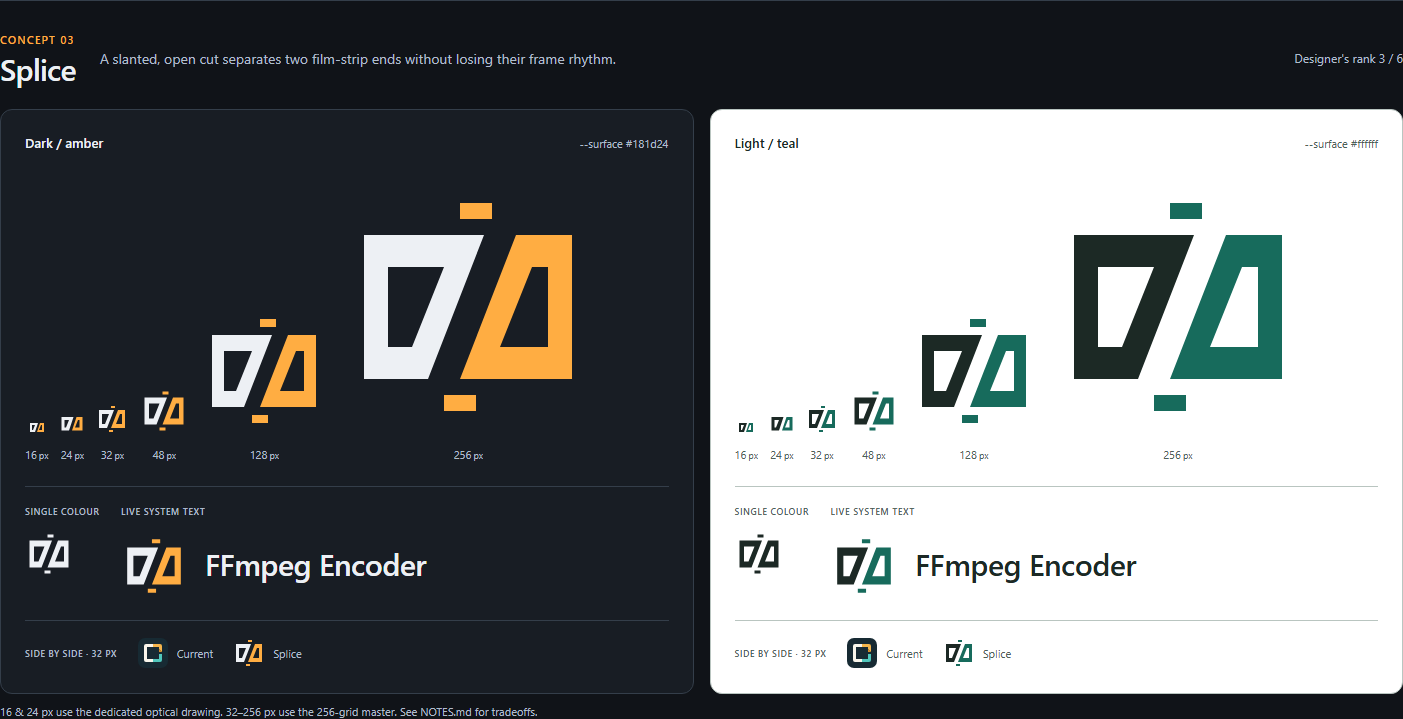 CONCEPT 03
Splice
A slanted, open cut separates two film-strip ends without losing their frame rhythm.
Designer's rank 3 / 6
Dark / amber
--surface #181d24
16 px 24 px 32 px 48 px 128 px 256 px
SINGLE COLOUR LIVE SYSTEM TEXT
FFmpeg Encoder
SIDE BY SIDE · 32 PX Current Splice
Light / teal
--surface #ffffff
16 px 24 px 32 px 48 px 128 px 256 px
SINGLE COLOUR LIVE SYSTEM TEXT
FFmpeg Encoder
SIDE BY SIDE · 32 PX Current Splice
16 & 24 px use the dedicated optical drawing. 32–256 px use the 256-grid master. See NOTES.md for tradeoffs.